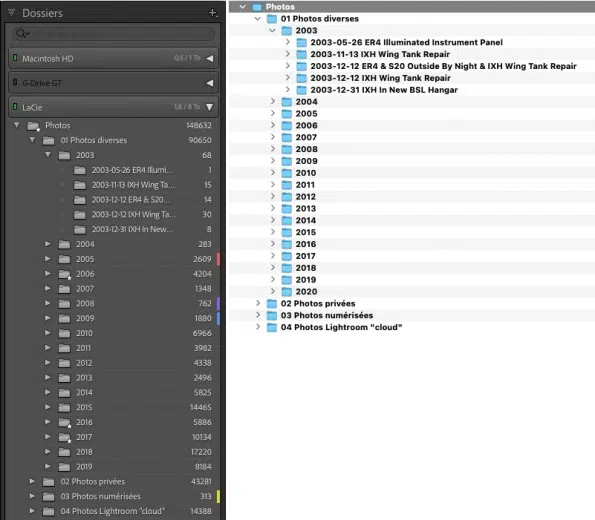 Dossiers
Macintosh HD 0,6 / 1 To
G-Drive GT
LaCie 1,8 / 8 To
Photos 148632
01 Photos diverses 90650
2003 68
2003-05-26 ER4 Illumi... 1
2003-11-13 IXH Wing Ta... 15
2003-12-12 ER4 & S20... 14
2003-12-12 IXH Wing Ta... 30
2003-12-31 IXH In New... 8
2004 283
2005 2609
2006 4204
2007 1348
2008 762
2009 1880
2010 6966
2011 3982
2012 4338
2013 2496
2014 5825
2015 14465
2016 5886
2017 10134
2018 17220
2019 8184
02 Photos privées 43281
03 Photos numérisées 313
04 Photos Lightroom "cloud" 14388
Photos
01 Photos diverses
2003
2003-05-26 ER4 Illuminated Instrument Panel
2003-11-13 IXH Wing Tank Repair
2003-12-12 ER4 & S20 Outside By Night & IXH Wing Tank Repair
2003-12-12 IXH Wing Tank Repair
2003-12-31 IXH In New BSL Hangar
2004
2005
2006
2007
2008
2009
2010
2011
2012
2013
2014
2015
2016
2017
2018
2019
2020
02 Photos privées
03 Photos numérisées
04 Photos Lightroom "cloud"